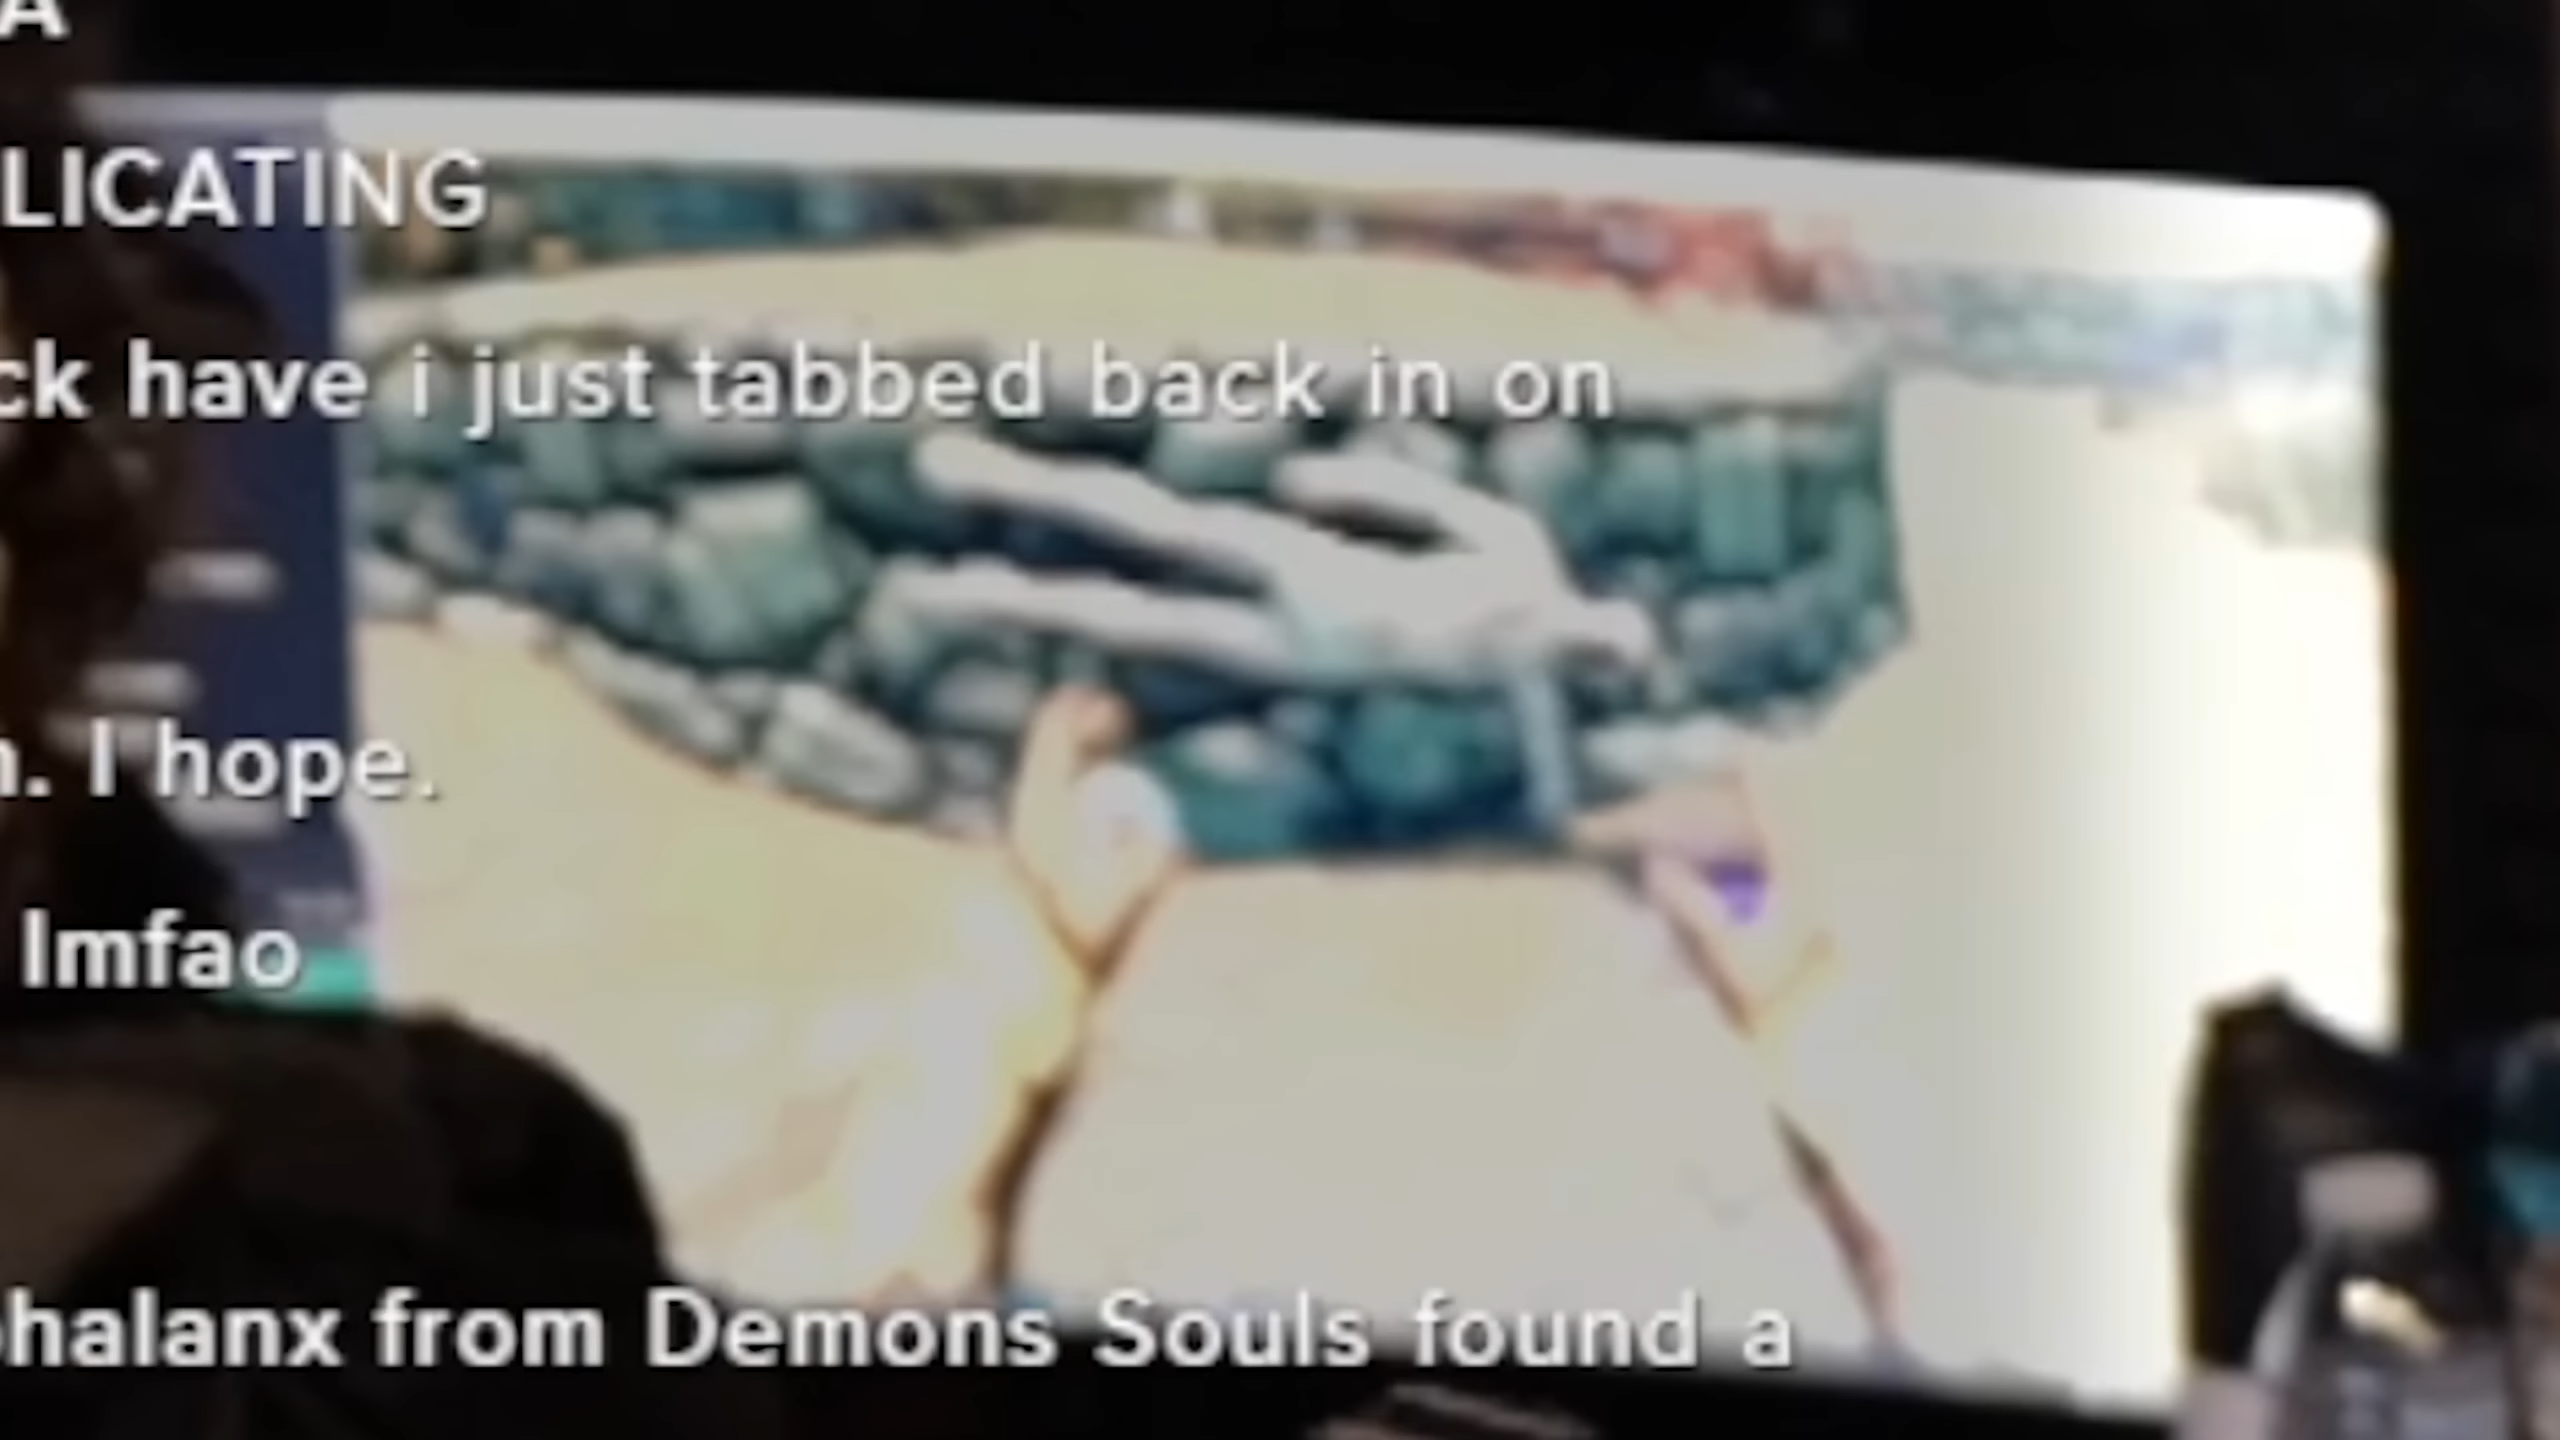 A
LICATING
ck have i just tabbed back in on
. I hope.
lmfao
halanx from Demons Souls found a